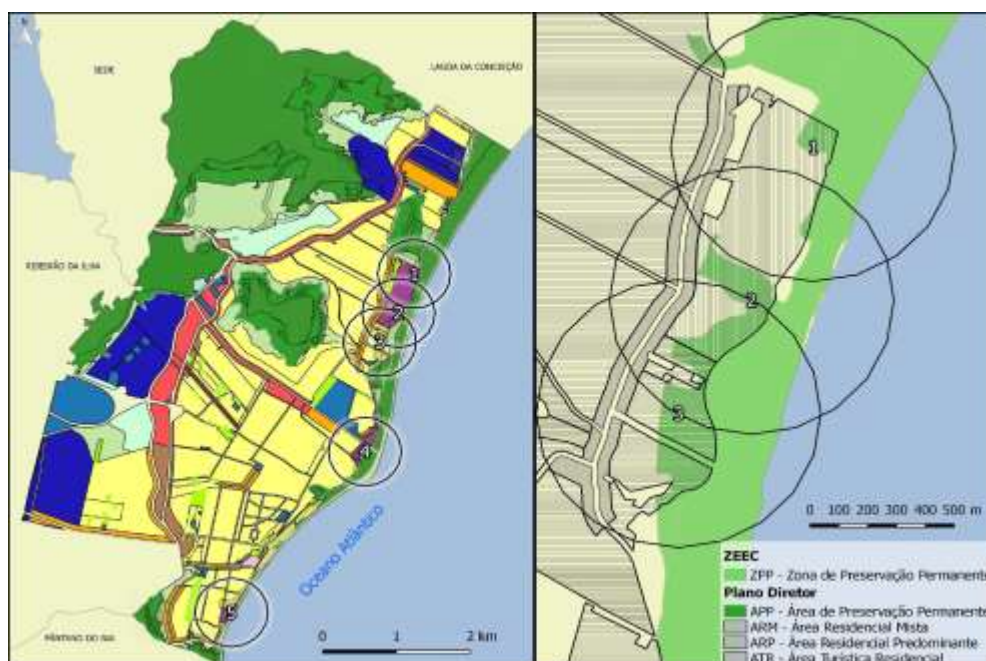 N
SEDE
LAGOA DA CONCEIÇÃO
RIBEIRÃO DA ILHA
1
2
3
4
5
Oceano Atlântico
PÂNTANO DO SUL
0 1 2 km
1
2
3
0 100 200 300 400 500 m
ZEEC
ZPP - Zona de Preservação Permanente
Plano Diretor
APP - Área de Preservação Permanente
ARM - Área Residencial Mista
ARP - Área Residencial Predominante
ATR - Área Turística Residencial